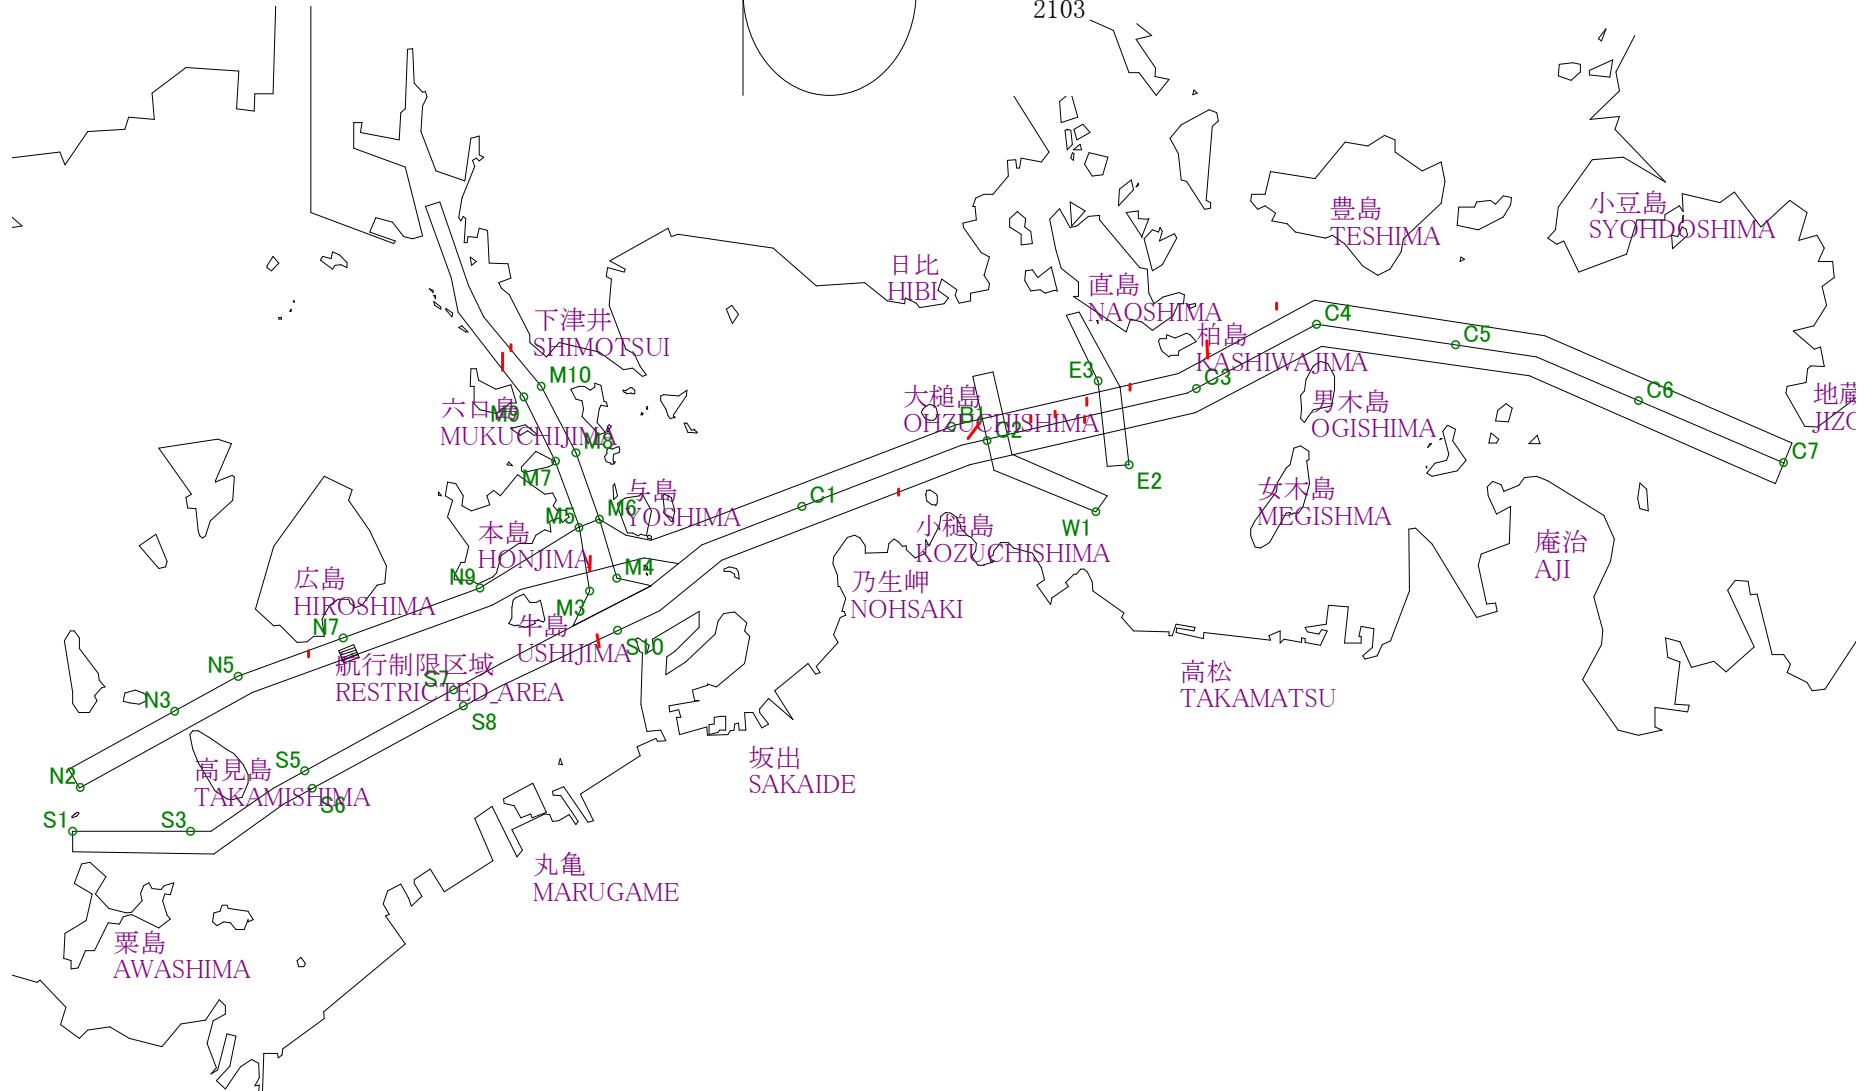 2103
豊島
TESHIMA
小豆島
SYOHDOSHIMA
日比
HIBI
直島
NAOSHIMA
下津井
SHIMOTSUI
柏島
KASHIWAJIMA
C4
C5
C3
E3
M10
M9
六口島
MUKUCHIJIMA
大槌島
OHZUCHISHIMA
B1
C2
男木島
OGISHIMA
C6
地蔵
JIZO
M8
M7
C7
E2
与島
YOSHIMA
M6
M5
C1
W1
女木島
MEGISHMA
本島
HONJIMA
小槌島
KOZUCHISHIMA
庵治
AJI
広島
HIROSHIMA
N9
M4
M3
乃生岬
NOHSAKI
N7
牛島
USHIJIMA
S10
航行制限区域
RESTRICTED_AREA
高松
TAKAMATSU
N5
N3
S7
S8
N2
高見島
TAKAMISHIMA
S5
S6
坂出
SAKAIDE
S1
S3
丸亀
MARUGAME
粟島
AWASHIMA